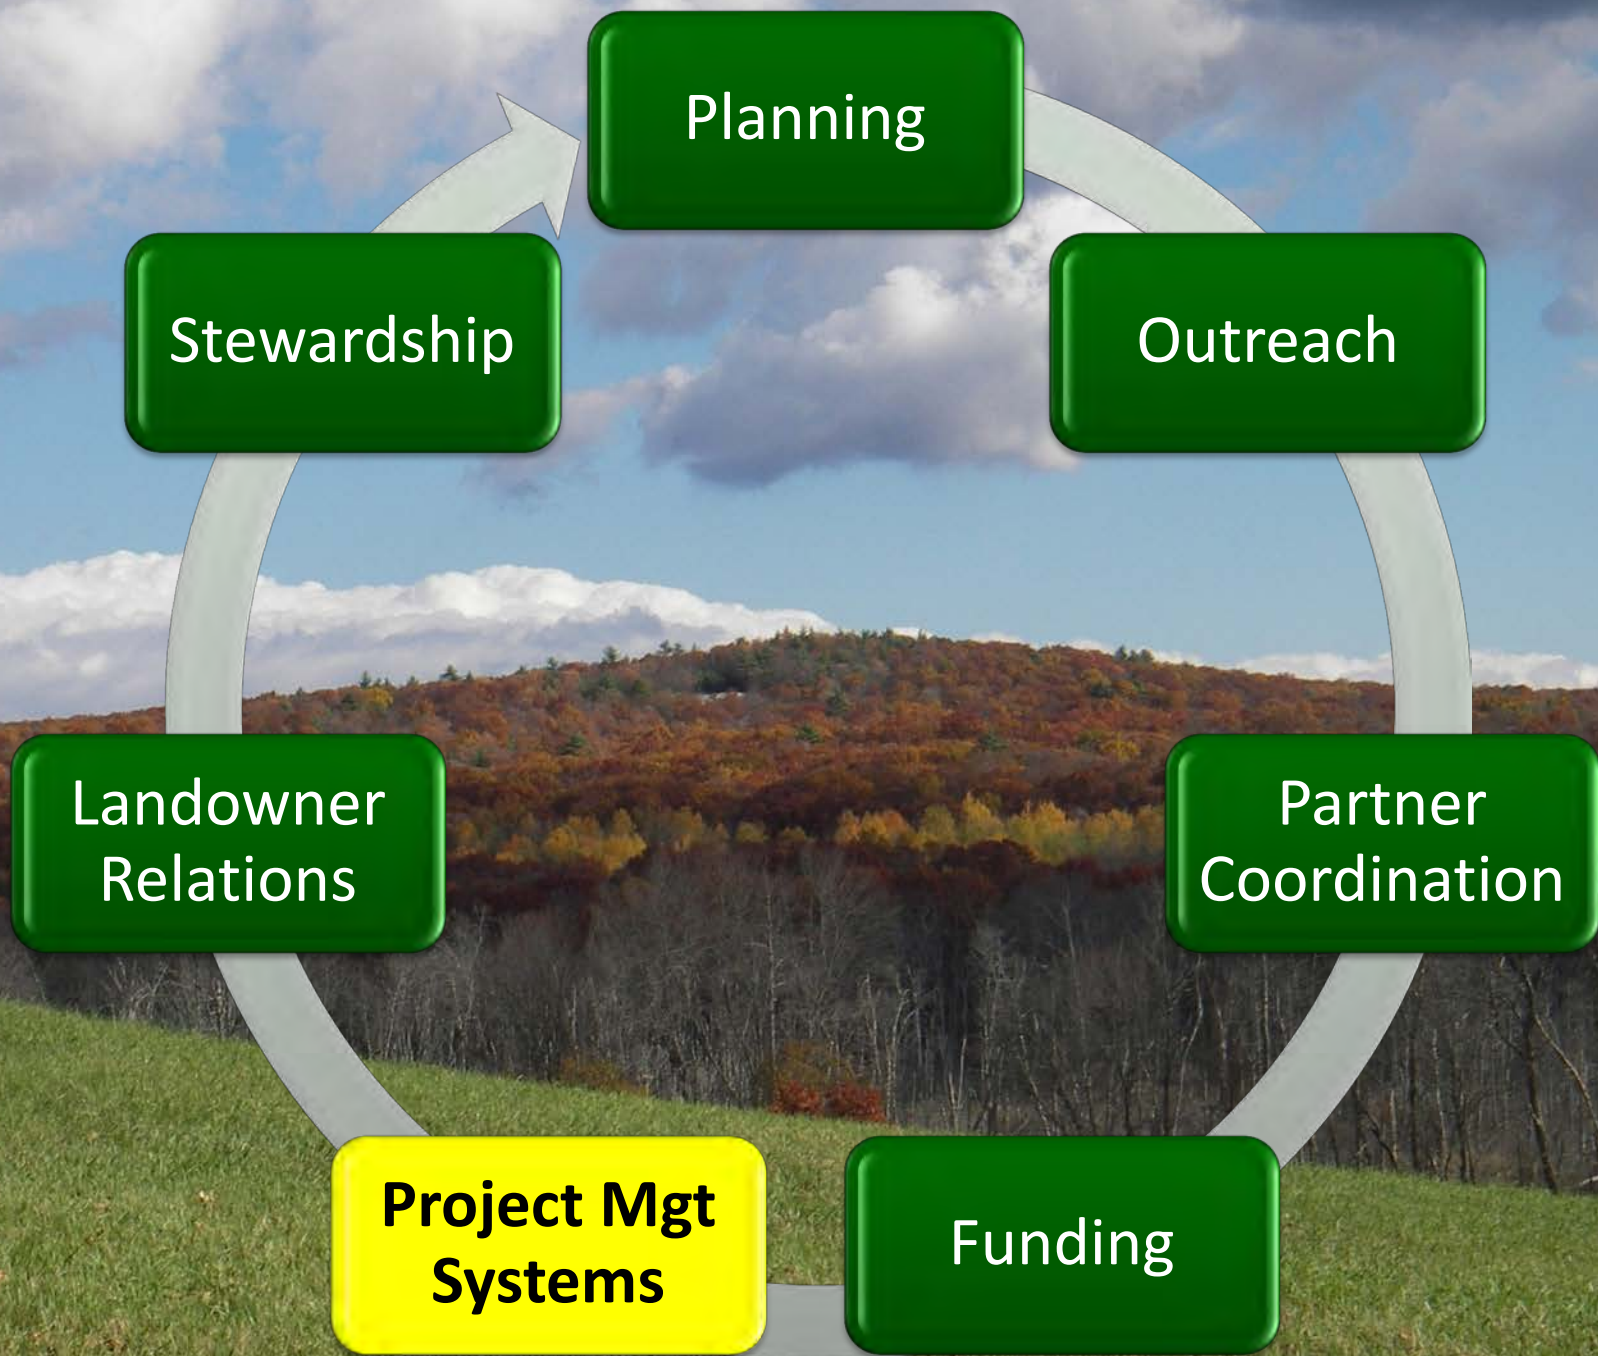 Planning
Outreach
Partner
Coordination
Funding
Project Mgt
Systems
Landowner
Relations
Stewardship